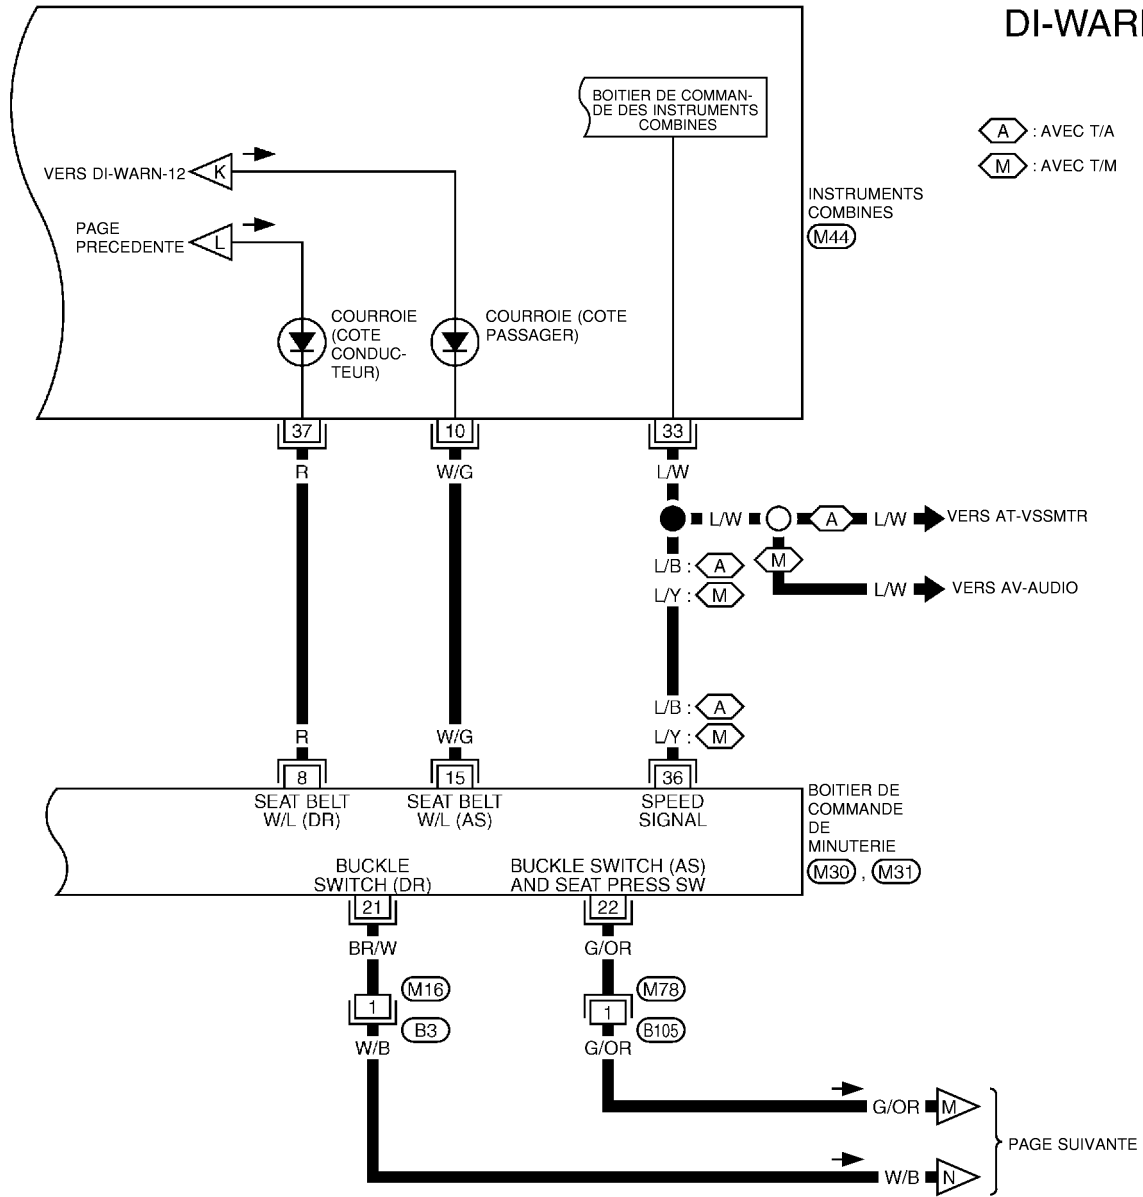 DI-WAR
BOITIER DE COMMAN-
DE DES INSTRUMENTS
COMBINES
A : AVEC T/A
M : AVEC T/M
VERS DI-WARN-12 K
PAGE
PRECEDENTE L
INSTRUMENTS
COMBINES
M44
COURROIE
(COTE
CONDUC-
TEUR)
COURROIE (COTE
PASSAGER)
37 10 33
R W/G L/W
L/W A L/W VERS AT-VSSMTR
M
L/B : A
L/Y : M
L/W VERS AV-AUDIO
L/B : A
L/Y : M
R W/G
8 15 36
SEAT BELT
W/L (DR)
SEAT BELT
W/L (AS)
SPEED
SIGNAL
BOITIER DE
COMMANDE
DE
MINUTERIE
M30 , M31
BUCKLE
SWITCH (DR)
BUCKLE SWITCH (AS)
AND SEAT PRESS SW
21 22
BR/W G/OR
1 M16
B3
1 M78
B105
W/B G/OR
G/OR M
W/B N
PAGE SUIVANTE